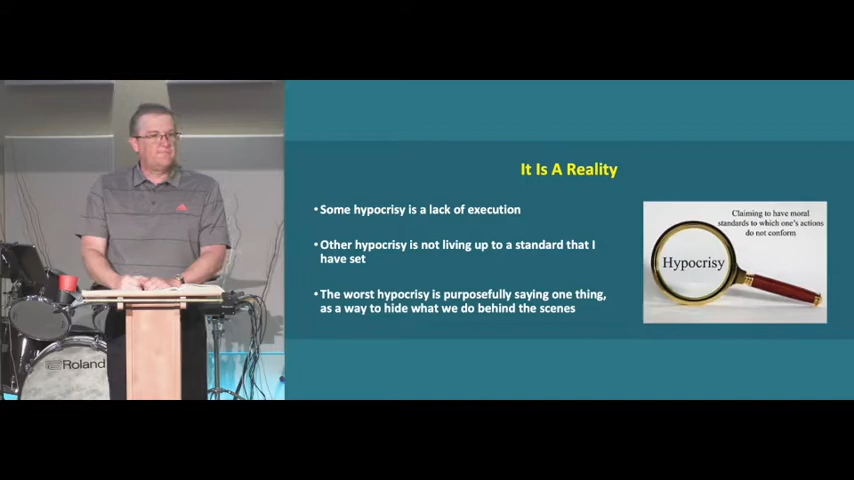 It Is A Reality
•Some hypocrisy is a lack of execution
•Other hypocrisy is not living up to a standard that I
have set
•The worst hypocrisy is purposefully saying one thing,
as a way to hide what we do behind the scenes
Claiming to have moral
standards to which one's actions
do not conform
Hypocrisy
Roland